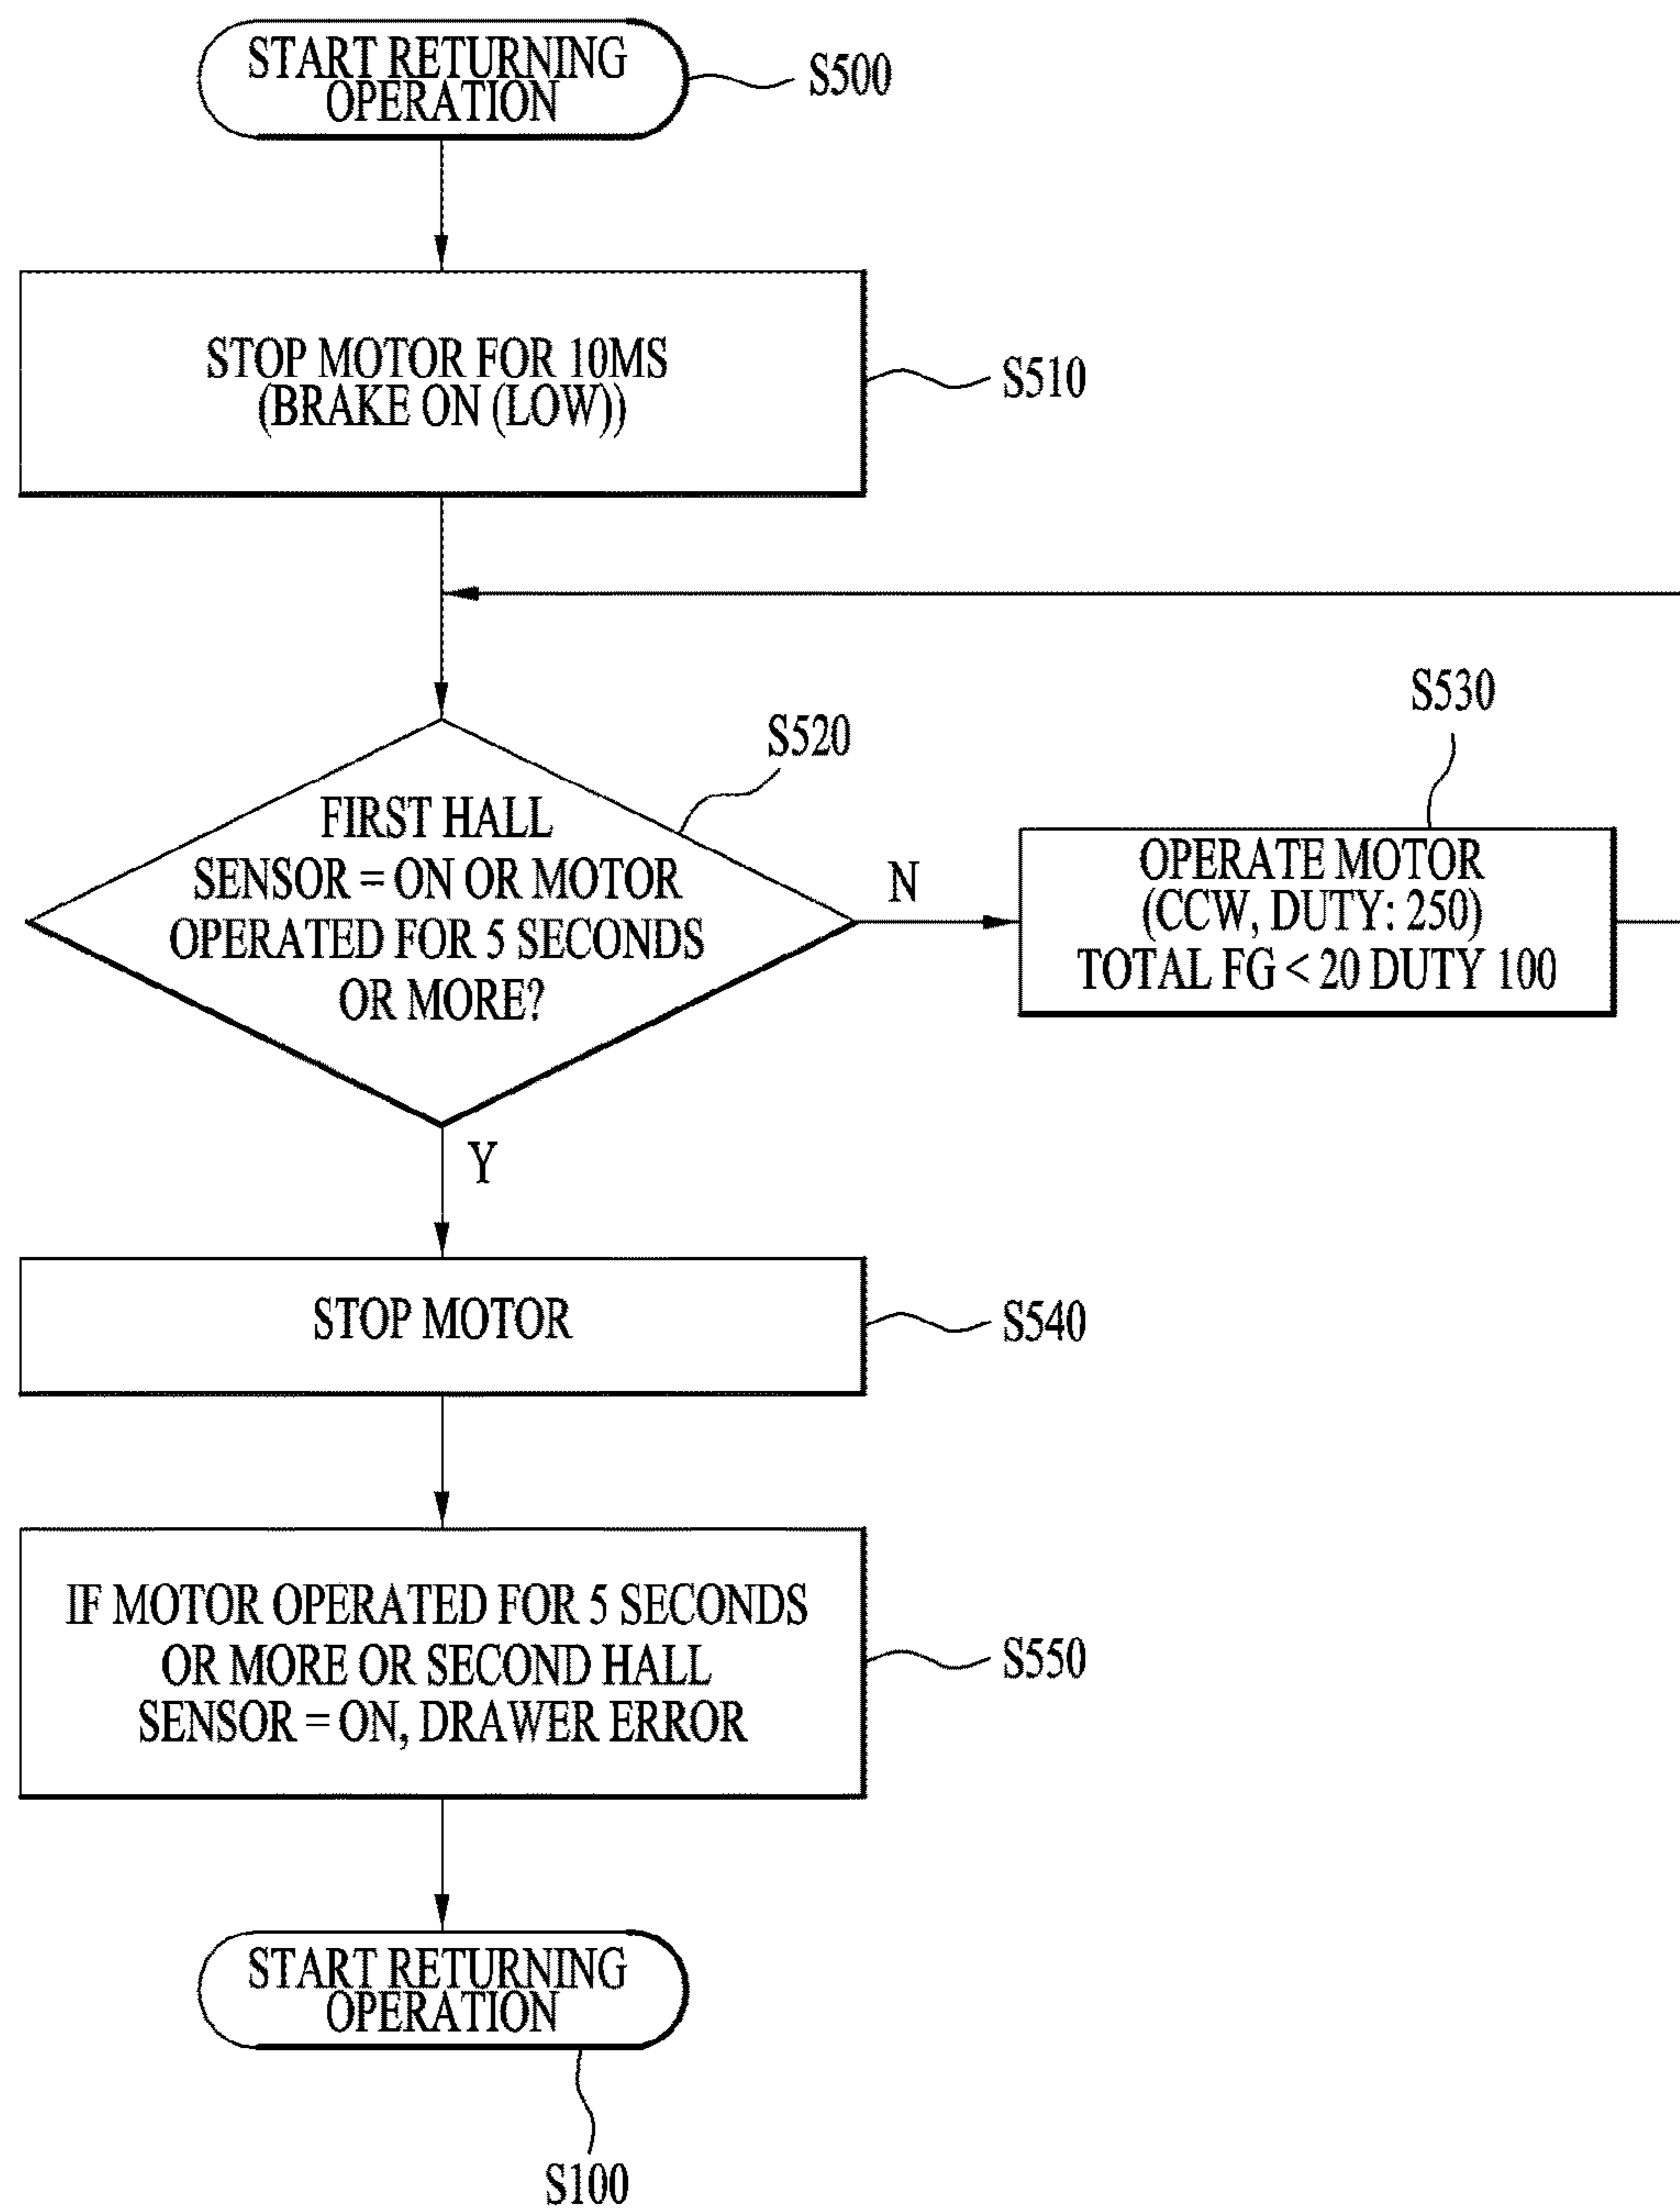 START RETURNING
OPERATION
S500
STOP MOTOR FOR 10MS
(BRAKE ON (LOW))
S510
S520
FIRST HALL
SENSOR = ON OR MOTOR
OPERATED FOR 5 SECONDS
OR MORE?
N
S530
OPERATE MOTOR
(CCW, DUTY: 250)
TOTAL FG < 20 DUTY 100
Y
STOP MOTOR
S540
IF MOTOR OPERATED FOR 5 SECONDS
OR MORE OR SECOND HALL
SENSOR = ON, DRAWER ERROR
S550
START RETURNING
OPERATION
S100